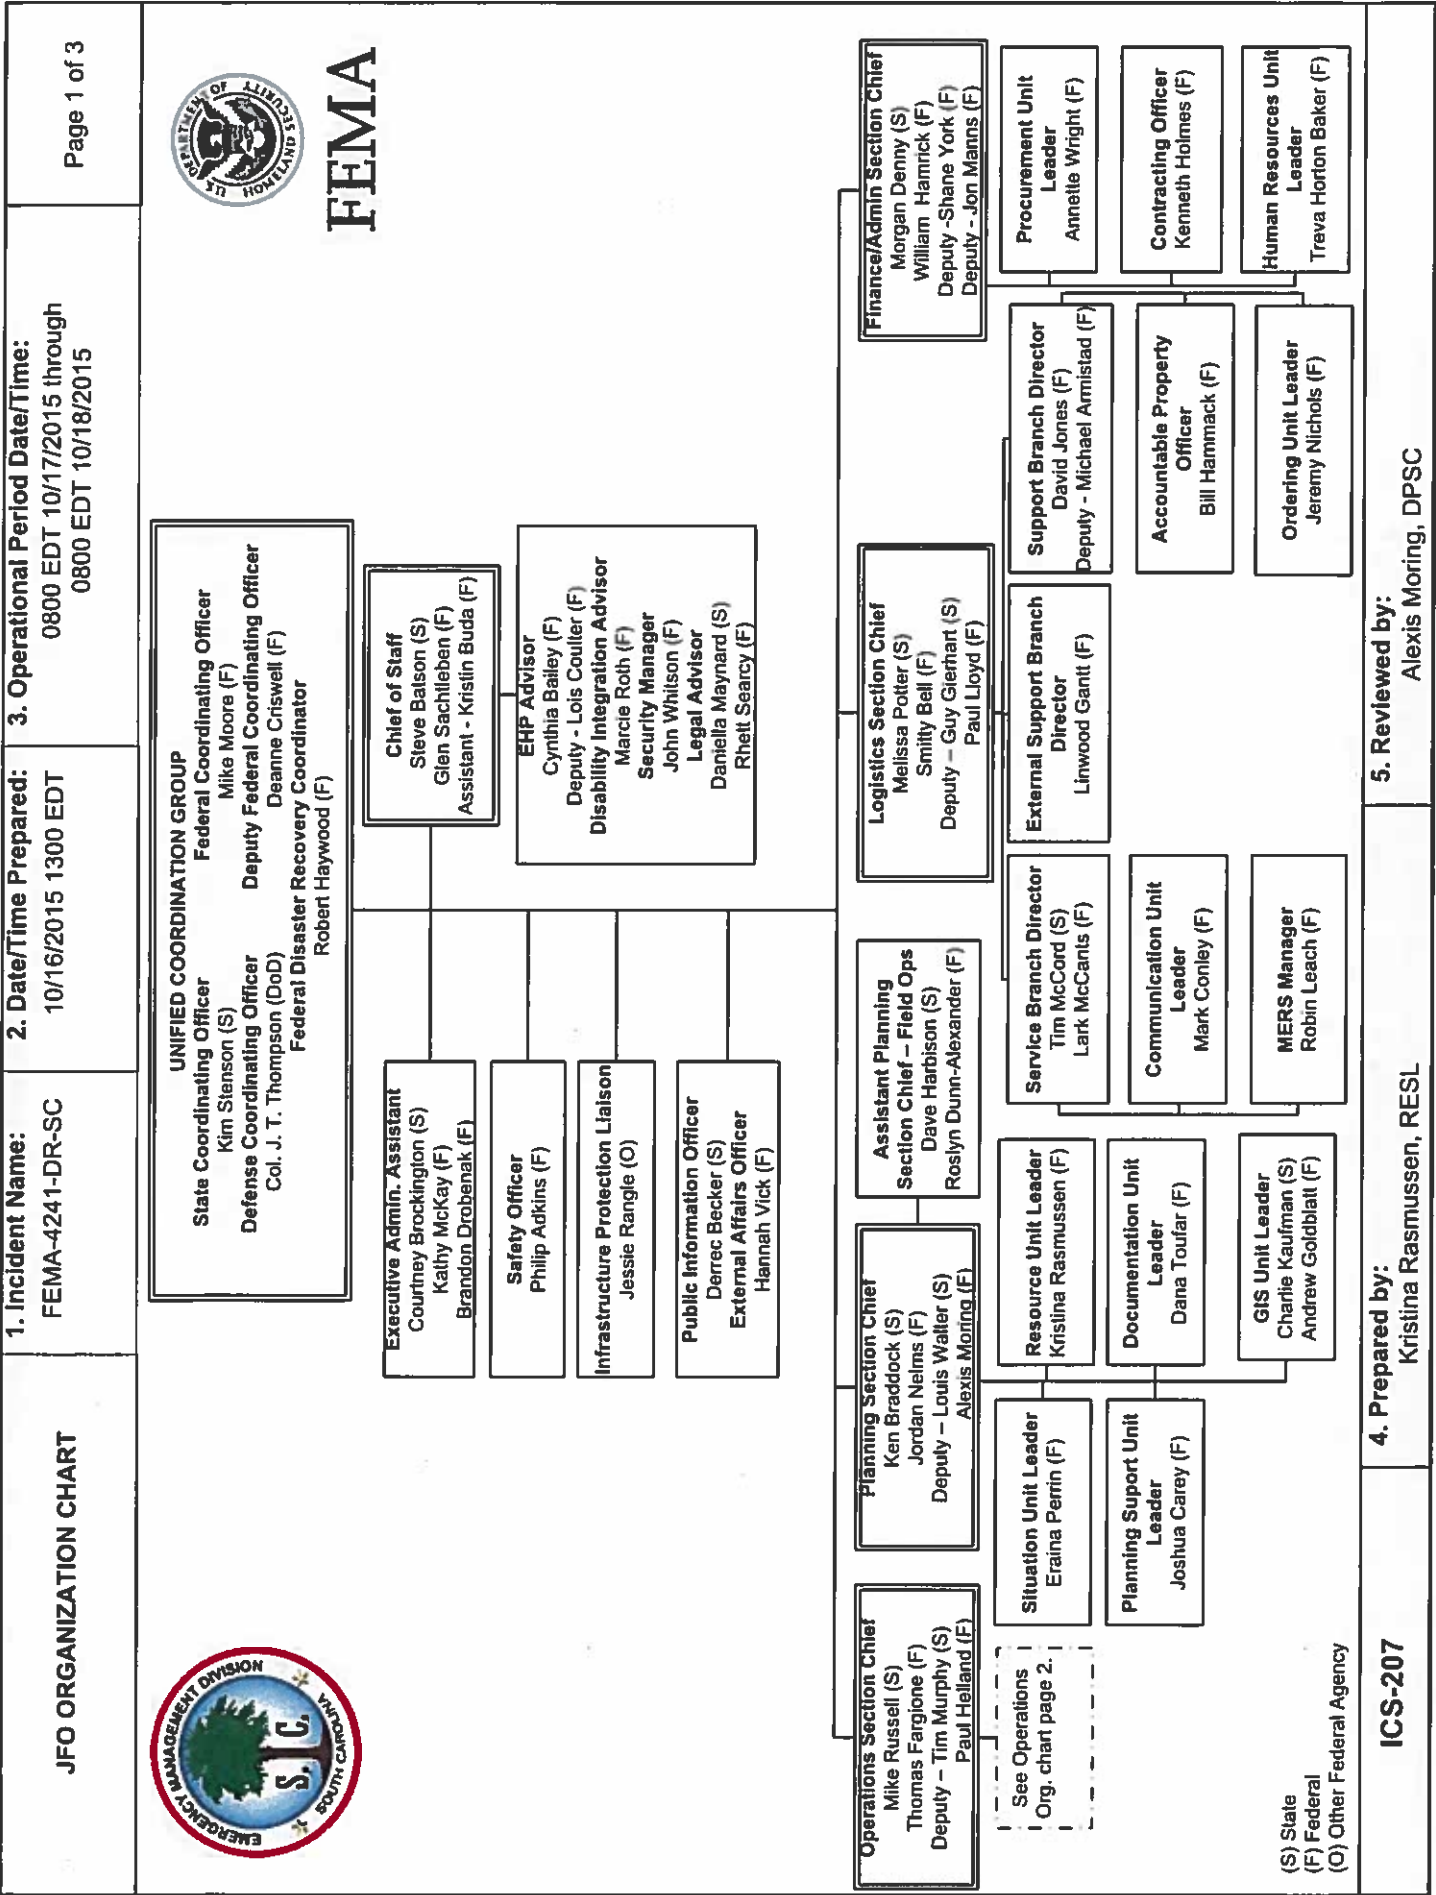 JFO ORGANIZATION CHART
1. Incident Name:
FEMA-4241-DR-SC
2. Date/Time Prepared:
10/16/2015 1300 EDT
3. Operational Period Date/Time:
0800 EDT 10/17/2015 through
0800 EDT 10/18/2015
Page 1 of 3
EMERGENCY MANAGEMENT DIVISION
S. C.
SOUTH CAROLINA
U.S. DEPARTMENT OF
HOMELAND SECURITY
FEMA
UNIFIED COORDINATION GROUP
State Coordinating Officer
Kim Stenson (S)
Federal Coordinating Officer
Mike Moore (F)
Defense Coordinating Officer
Col. J. T. Thompson (DoD)
Deputy Federal Coordinating Officer
Deanne Criswell (F)
Federal Disaster Recovery Coordinator
Robert Haywood (F)
Chief of Staff
Steve Batson (S)
Glen Sachtleben (F)
Assistant - Kristin Buda (F)
Executive Admin. Assistant
Courtney Brockington (S)
Kathy McKay (F)
Brandon Drobenak (F)
Safety Officer
Philip Adkins (F)
Infrastructure Protection Liaison
Jessie Rangle (O)
Public Information Officer
Derrec Becker (S)
External Affairs Officer
Hannah Vick (F)
EHP Advisor
Cynthia Bailey (F)
Deputy - Lois Coulter (F)
Disability Integration Advisor
Marcie Roth (F)
Security Manager
John Whitson (F)
Legal Advisor
Daniella Maynard (S)
Rhett Searcy (F)
Operations Section Chief
Mike Russell (S)
Thomas Fargione (F)
Deputy – Tim Murphy (S)
Paul Helland (F)
See Operations
Org. chart page 2.
Planning Section Chief
Ken Braddock (S)
Jordan Nelms (F)
Deputy – Louis Walter (S)
Alexis Moring (F)
Assistant Planning
Section Chief – Field Ops
Dave Harbison (S)
Roslyn Dunn-Alexander (F)
Situation Unit Leader
Eraina Perrin (F)
Resource Unit Leader
Kristina Rasmussen (F)
Planning Support Unit
Leader
Joshua Carey (F)
Documentation Unit
Leader
Dana Toufar (F)
GIS Unit Leader
Charlie Kaufman (S)
Andrew Goldblatt (F)
Logistics Section Chief
Melissa Potter (S)
Smitty Bell (F)
Deputy – Guy Gierhart (S)
Paul Lloyd (F)
Service Branch Director
Tim McCord (S)
Lark McCants (F)
Communication Unit
Leader
Mark Conley (F)
MERS Manager
Robin Leach (F)
External Support Branch
Director
Linwood Gantt (F)
Support Branch Director
David Jones (F)
Deputy - Michael Armistad (F)
Accountable Property
Officer
Bill Hammack (F)
Ordering Unit Leader
Jeremy Nichols (F)
Finance/Admin Section Chief
Morgan Denny (S)
William Hamrick (F)
Deputy -Shane York (F)
Deputy - Jon Manns (F)
Procurement Unit
Leader
Annette Wright (F)
Contracting Officer
Kenneth Holmes (F)
Human Resources Unit
Leader
Treva Horton Baker (F)
(S) State
(F) Federal
(O) Other Federal Agency
ICS-207
4. Prepared by:
Kristina Rasmussen, RESL
5. Reviewed by:
Alexis Moring, DPSC